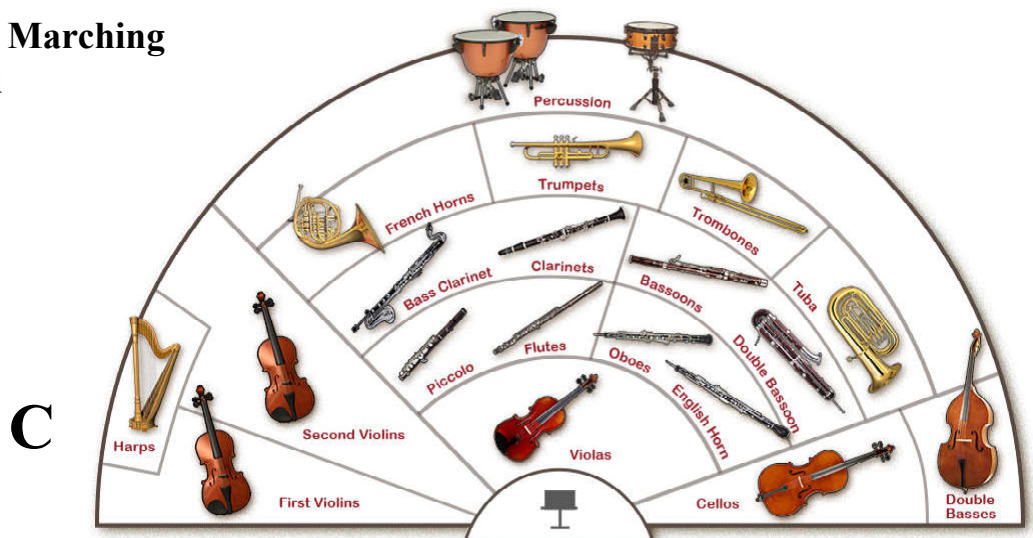 Marching
Percussion
Trumpets
French Horns
Trombones
Clarinets
Bass Clarinet
Bassoons
Tuba
Piccolo
Flutes
Oboes
Double Bassoon
English Horn
C
Harps
Second Violins
Violas
First Violins
Cellos
Double
Basses